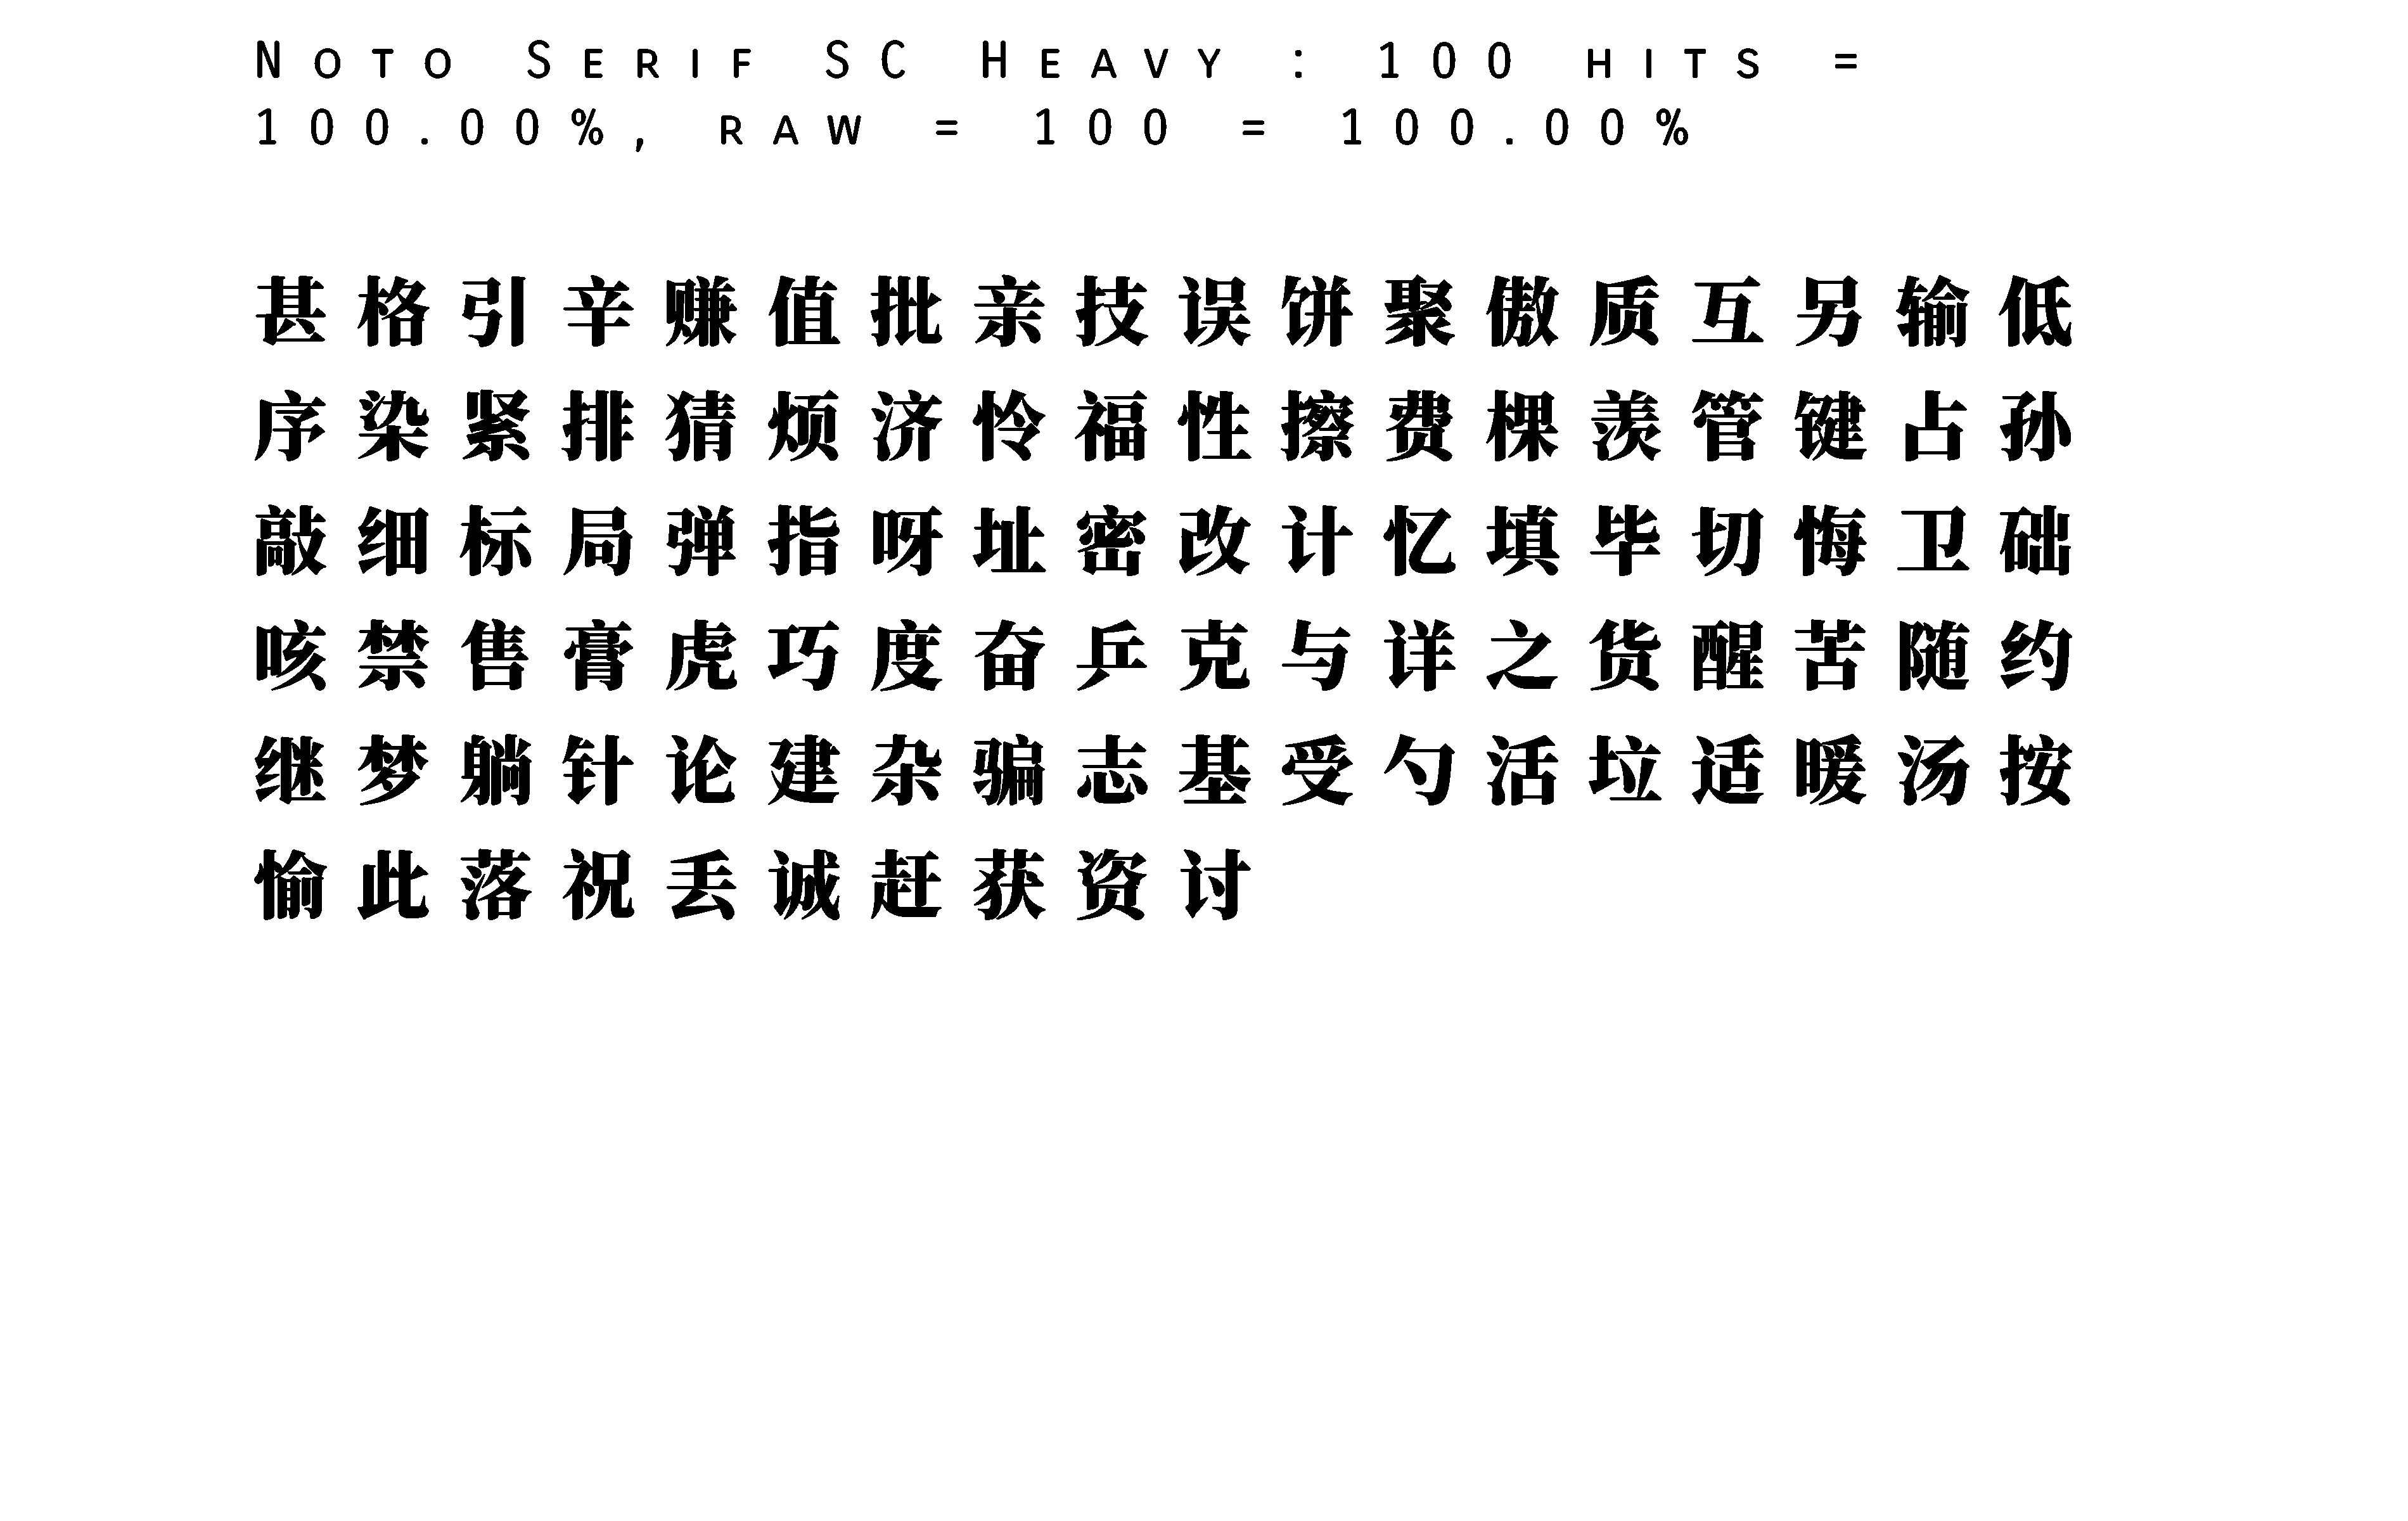 Noto Serif SC Heavy : 100 hits =
100.00%, raw = 100 = 100.00%
甚格引辛赚值批亲技误饼聚傲质互另输低
序染紧排猜烦济怜福性擦费棵羡管键占孙
敲细标局弹指呀址密改计忆填毕切悔卫础
咳禁售膏虎巧度奋乒克与详之货醒苦随约
继梦躺针论建杂骗志基受勺活垃适暖汤按
愉此落祝丢诚赶获资讨